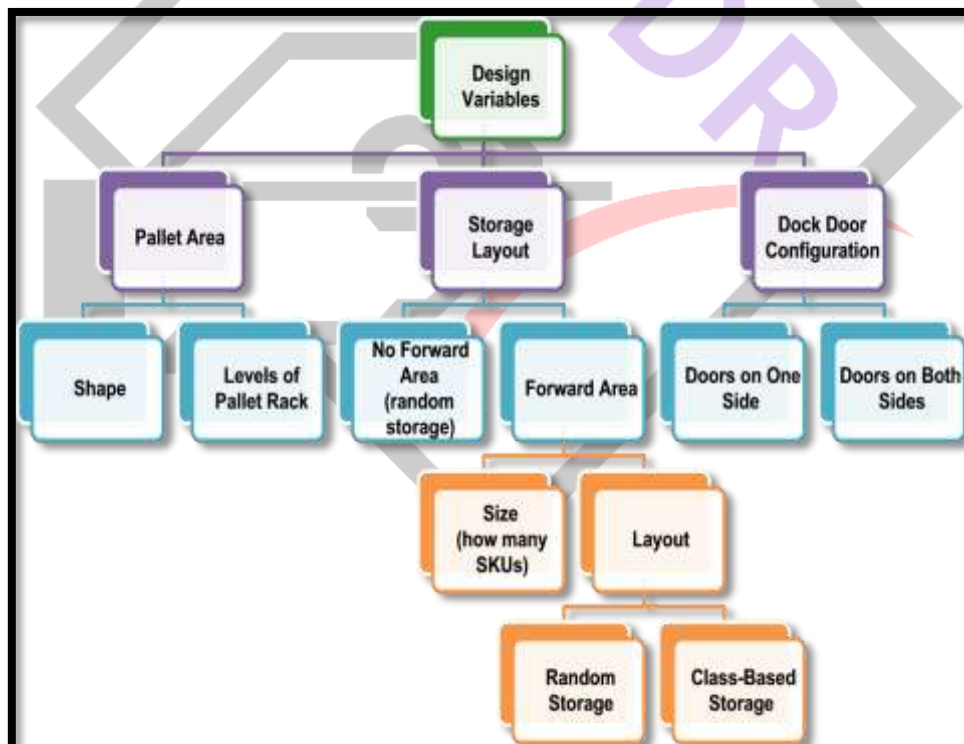 DR
Design
Variables
Pallet Area
Storage
Layout
Dock Door
Configuration
Shape
Levels of
Pallet Rack
No Forward
Area
(random
storage)
Forward Area
Doors on One
Side
Doors on Both
Sides
Size
(how many
SKUs)
Layout
Random
Storage
Class-Based
Storage